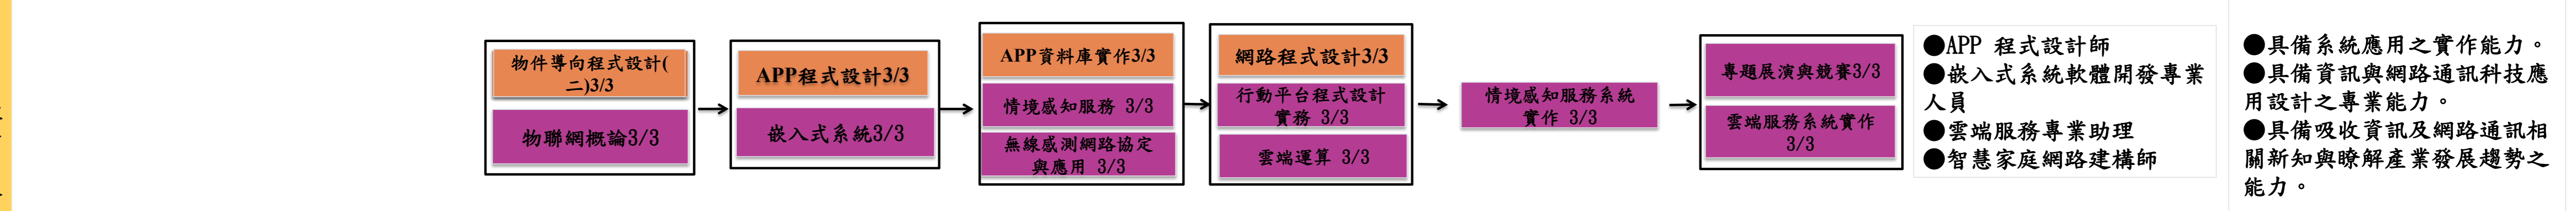 物件導向程式設計(
二)3/3
物聯網概論3/3
APP程式設計3/3
嵌入式系統3/3
APP資料庫實作3/3
情境感知服務 3/3
無線感測網路協定
與應用 3/3
網路程式設計3/3
行動平台程式設計
實務 3/3
雲端運算 3/3
情境感知服務系統
實作 3/3
專題展演與競賽3/3
雲端服務系統實作
3/3
●APP 程式設計師
●嵌入式系統軟體開發專業
人員
●雲端服務專業助理
●智慧家庭網路建構師
●具備系統應用之實作能力。
●具備資訊與網路通訊科技應
用設計之專業能力。
●具備吸收資訊及網路通訊相
關新知與瞭解產業發展趨勢之
能力。